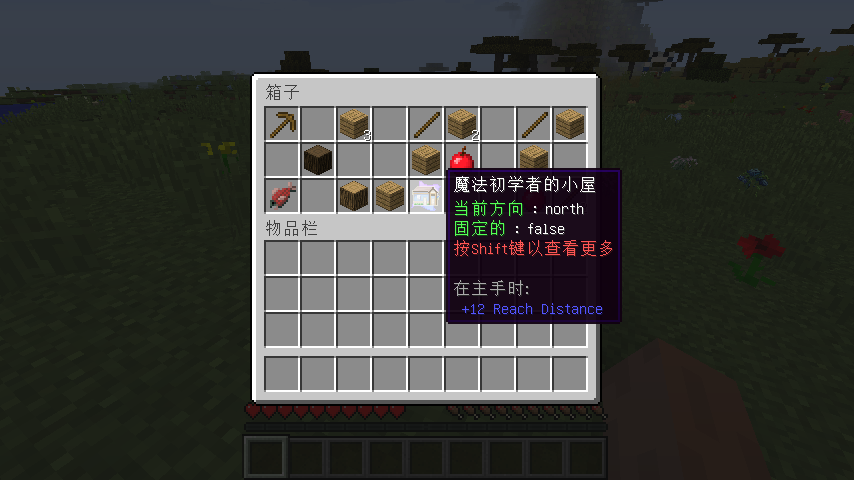 箱子
3
2
魔法初学者的小屋
当前方向 : north
固定的 : false
按Shift键以查看更多
在主手时:
+12 Reach Distance
物品栏